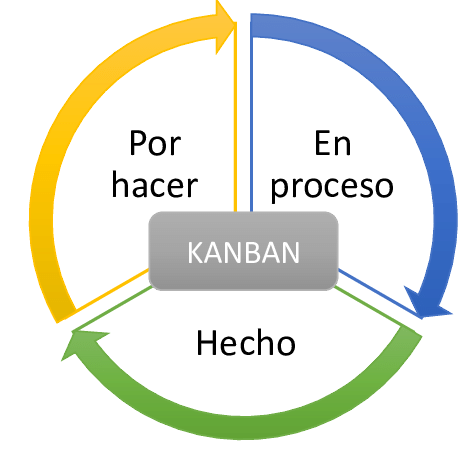 Por
hacer
En
proceso
KANBAN
Hecho